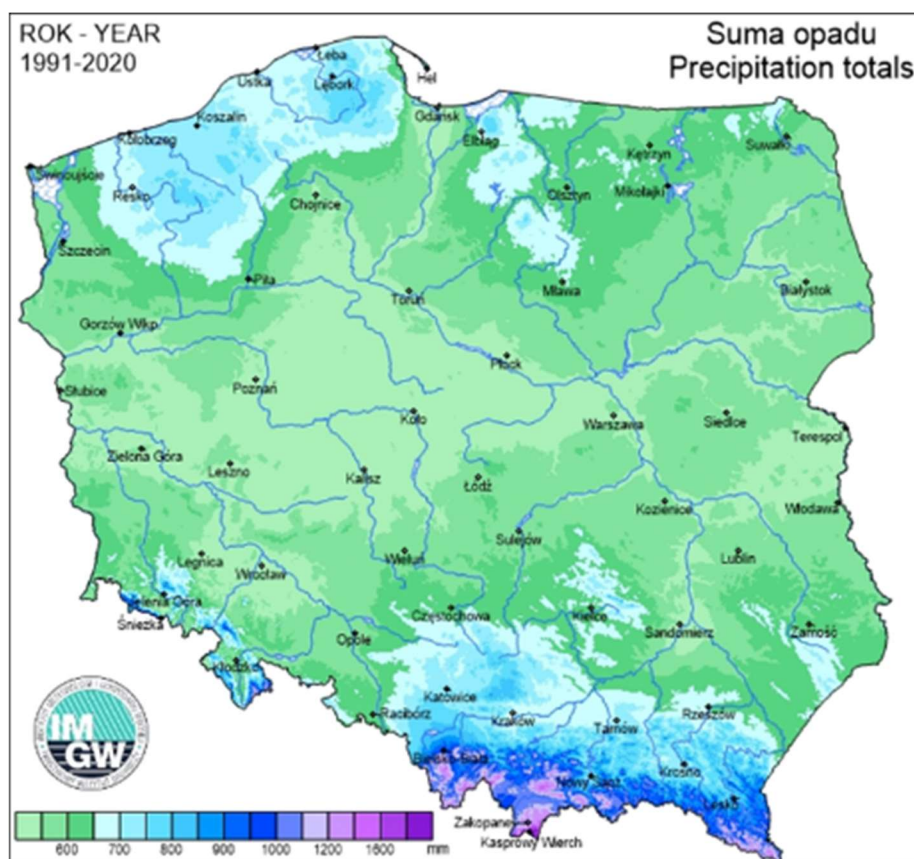 ROK - YEAR
1991-2020
Suma opadu
Precipitation totals
Łeba
Ustka
Lębork
Hel
Koszalin
Gdańsk
Kołobrzeg
Elbląg
Suwałki
Kętrzyn
Świnoujście
Resko
Chojnice
Olsztyn
Mikołajki
Szczecin
Piła
Toruń
Mława
Białystok
Gorzów Wlkp
Płock
Słubice
Poznań
Koło
Warszawa
Siedlce
Terespol
Zielona Góra
Leszno
Kalisz
Łódź
Kozienice
Włodawa
Sulejów
Legnica
Wrocław
Wieluń
Lublin
Jelenia Góra
Śnieżka
Częstochowa
Kielce
Sandomierz
Zamość
Opole
Kłodzko
Katowice
Racibórz
Kraków
Tarnów
Rzeszów
Bielsko-Biała
Nowy Sącz
Krosno
Lesko
Zakopane
Kasprowy Wierch
IM
GW
600 700 800 900 1000 1200 1600 mm